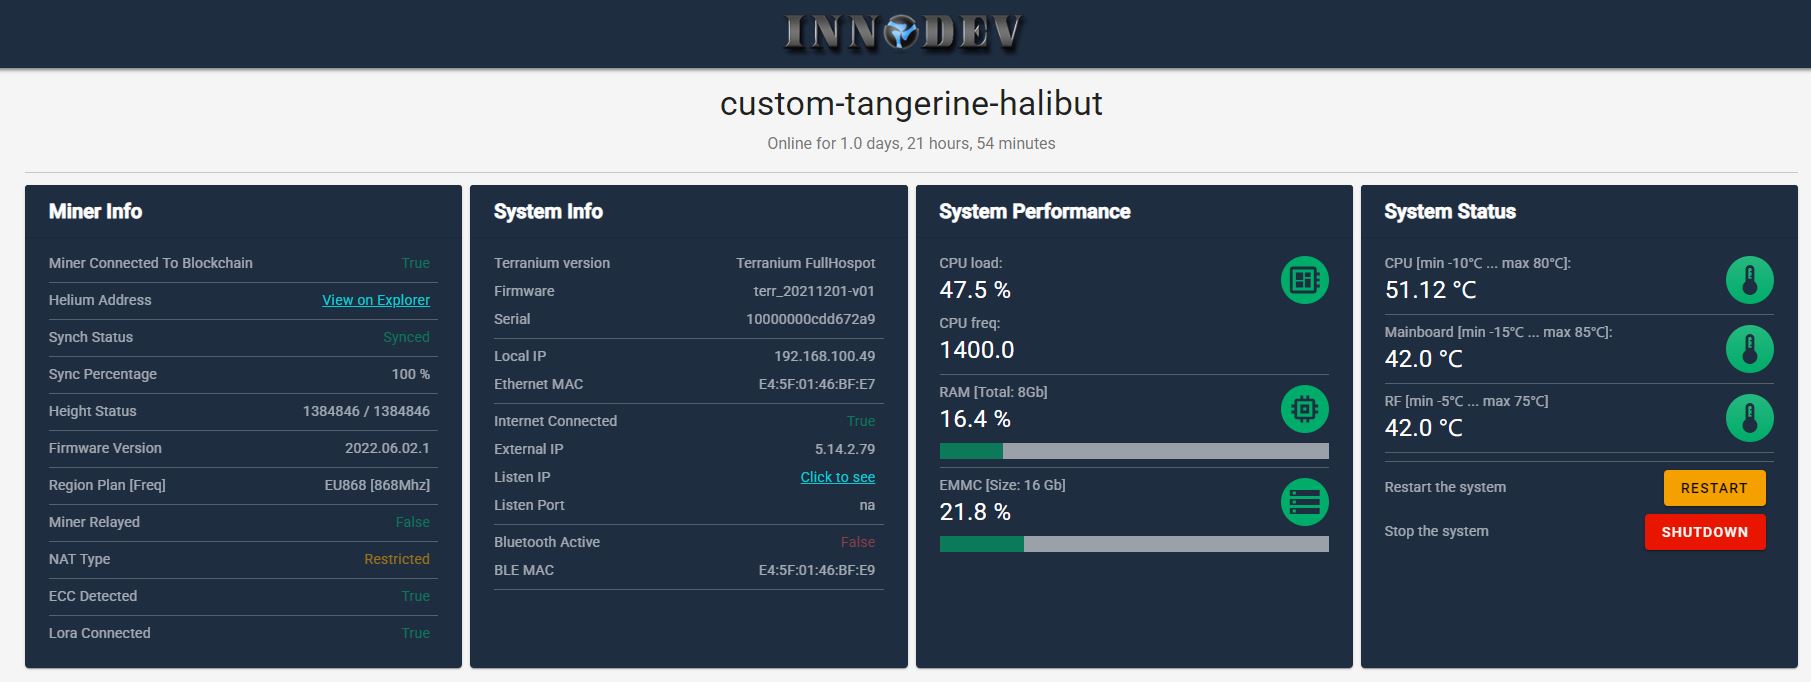 INNODEV
custom-tangerine-halibut
Online for 1.0 days, 21 hours, 54 minutes
Miner Info
Miner Connected To Blockchain True
Helium Address View on Explorer
Synch Status Synced
Sync Percentage 100 %
Height Status 1384846 / 1384846
Firmware Version 2022.06.02.1
Region Plan [Freq] EU868 [868Mhz]
Miner Relayed False
NAT Type Restricted
ECC Detected True
Lora Connected True
System Info
Terranium version Terranium FullHospot
Firmware terr_20211201-v01
Serial 10000000cdd672a9
Local IP 192.168.100.49
Ethernet MAC E4:5F:01:46:BF:E7
Internet Connected True
External IP 5.14.2.79
Listen IP Click to see
Listen Port na
Bluetooth Active False
BLE MAC E4:5F:01:46:BF:E9
System Performance
CPU load:
47.5 %
CPU freq:
1400.0
RAM [Total: 8Gb]
16.4 %
EMMC [Size: 16 Gb]
21.8 %
System Status
CPU [min -10°C ... max 80°C]:
51.12 °C
Mainboard [min -15°C ... max 85°C]:
42.0 °C
RF [min -5°C ... max 75°C]
42.0 °C
Restart the system RESTART
Stop the system SHUTDOWN